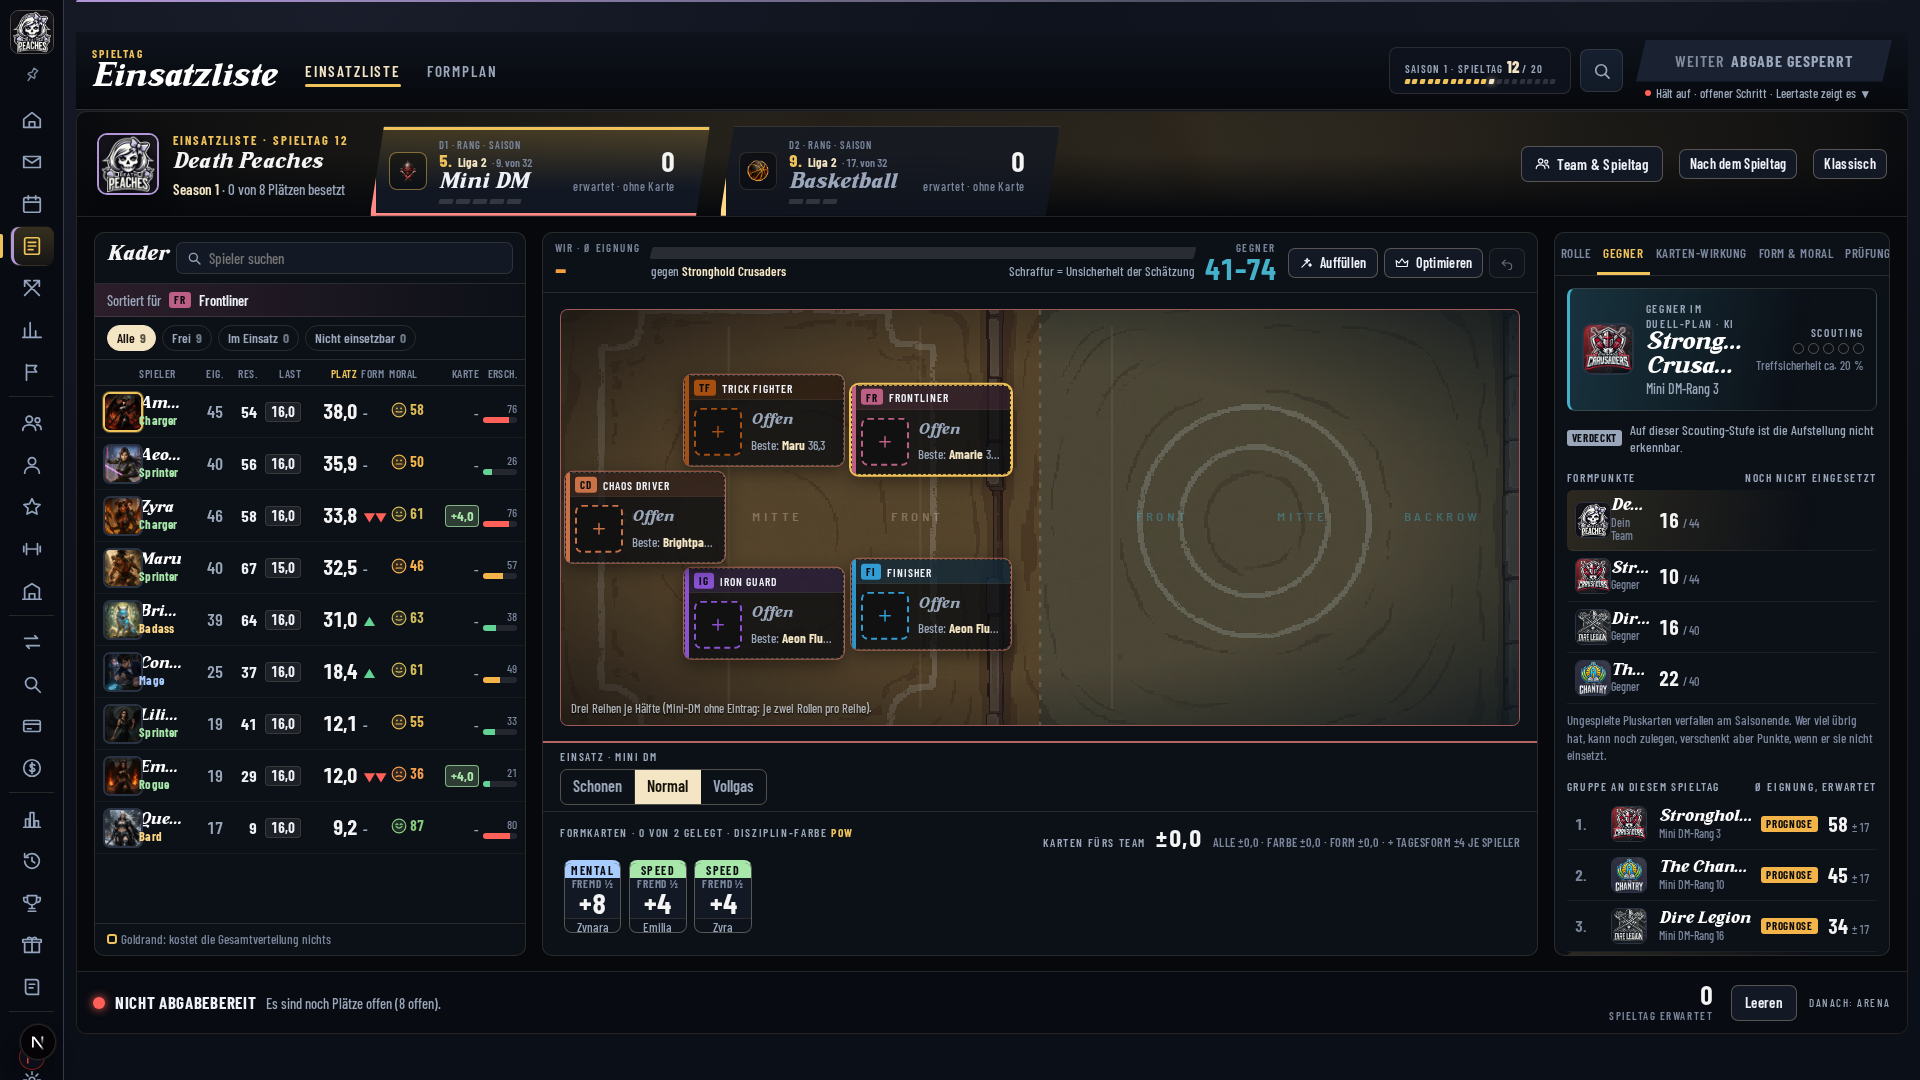 SPIELTAG
Einsatzliste
EINSATZLISTE
FORMPLAN
SAISON 1 · SPIELTAG 12 / 20
WEITER ABGABE GESPERRT
Hält auf · offener Schritt · Leertaste zeigt es ▼
EINSATZLISTE · SPIELTAG 12
Death Peaches
Season 1 · 0 von 8 Plätzen besetzt
D1 · RANG · SAISON
5. Liga 2 · 9. von 32
Mini DM
0
erwartet · ohne Karte
D2 · RANG · SAISON
9. Liga 2 · 17. von 32
Basketball
0
erwartet · ohne Karte
Team & Spieltag
Nach dem Spieltag
Klassisch
Kader
Spieler suchen
Sortiert für FR Frontliner
Alle 9
Frei 9
Im Einsatz 0
Nicht einsetzbar 0
SPIELER EIG. RES. LAST PLATZ FORM MORAL KARTE ERSCH.
Am... Charger 45 54 16,0 38,0 - 58 - 76
Aeo... Sprinter 40 56 16,0 35,9 - 50 - 26
Zyra Charger 46 58 16,0 33,8 ▼▼ 61 +4,0 76
Maru Sprinter 40 67 15,0 32,5 - 46 - 57
Bri... Badass 39 64 16,0 31,0 ▲ 63 - 38
Con... Mage 25 37 16,0 18,4 ▲ 61 - 49
Lili... Sprinter 19 41 16,0 12,1 - 55 - 33
Em... Rogue 19 29 16,0 12,0 ▼▼ 36 +4,0 21
Que... Bard 17 9 16,0 9,2 - 87 - 80
Goldrand: kostet die Gesamtverteilung nichts
WIR · Ø EIGNUNG
–
gegen Stronghold Crusaders
Schraffur = Unsicherheit der Schätzung
GEGNER
41–74
Auffüllen
Optimieren
TF TRICK FIGHTER
Offen
Beste: Maru 36,3
FR FRONTLINER
Offen
Beste: Amarie 3...
CD CHAOS DRIVER
Offen
Beste: Brightpa...
MITTE
FRONT
FRONT
MITTE
BACKROW
IG IRON GUARD
Offen
Beste: Aeon Flu...
FI FINISHER
Offen
Beste: Aeon Flu...
Drei Reihen je Hälfte (Mini-DM ohne Eintrag: je zwei Rollen pro Reihe).
EINSATZ · MINI DM
Schonen
Normal
Vollgas
FORMKARTEN · 0 VON 2 GELEGT · DISZIPLIN-FARBE POW
KARTEN FÜRS TEAM ±0,0 ALLE ±0,0 · FARBE ±0,0 · FORM ±0,0 · + TAGESFORM ±4 JE SPIELER
MENTAL
FREMD ½
+8
Zynara
SPEED
FREMD ½
+4
Emilia
SPEED
FREMD ½
+4
Zyra
ROLLE
GEGNER
KARTEN-WIRKUNG
FORM & MORAL
PRÜFUNG
GEGNER IM
DUELL-PLAN · KI
Strong...
Crusa...
Mini DM-Rang 3
SCOUTING
Treffsicherheit ca. 20 %
VERDECKT
Auf dieser Scouting-Stufe ist die Aufstellung nicht
erkennbar.
FORMPUNKTE
NOCH NICHT EINGESETZT
De...
Dein
Team
16 / 44
Str...
Gegner
10 / 44
Dir...
Gegner
16 / 40
Th...
Gegner
22 / 40
Ungespielte Pluskarten verfallen am Saisonende. Wer viel übrig
hat, kann noch zulegen, verschenkt aber Punkte, wenn er sie nicht
einsetzt.
GRUPPE AN DIESEM SPIELTAG
Ø EIGNUNG, ERWARTET
1. Stronghol... Mini DM-Rang 3 PROGNOSE 58 ± 17
2. The Chan... Mini DM-Rang 10 PROGNOSE 45 ± 17
3. Dire Legion Mini DM-Rang 16 PROGNOSE 34 ± 17
NICHT ABGABEBEREIT Es sind noch Plätze offen (8 offen).
0
SPIELTAG ERWARTET
Leeren
DANACH: ARENA
N